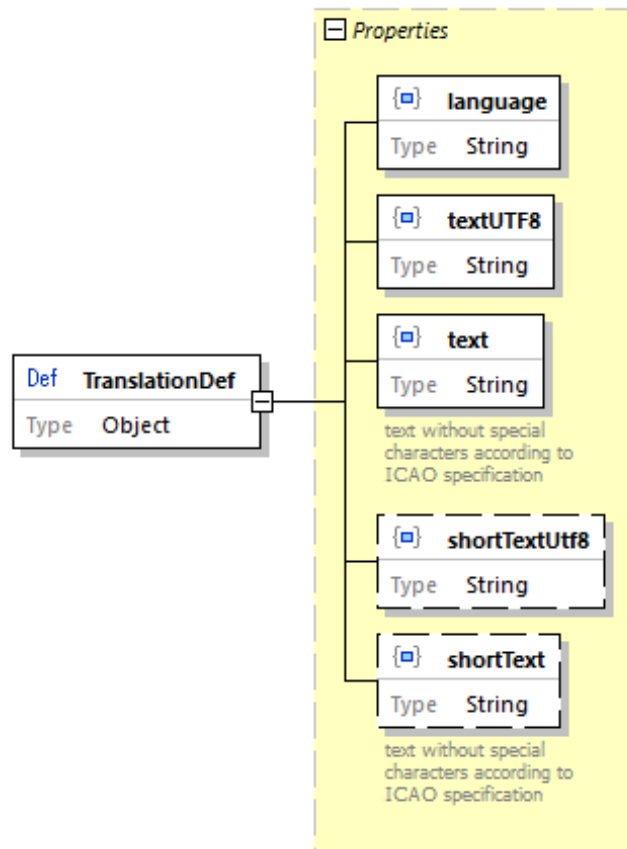 Properties
language
Type String
textUTF8
Type String
text
Type String
text without special
characters according to
ICAO specification
Def TranslationDef
Type Object
shortTextUtf8
Type String
shortText
Type String
text without special
characters according to
ICAO specification